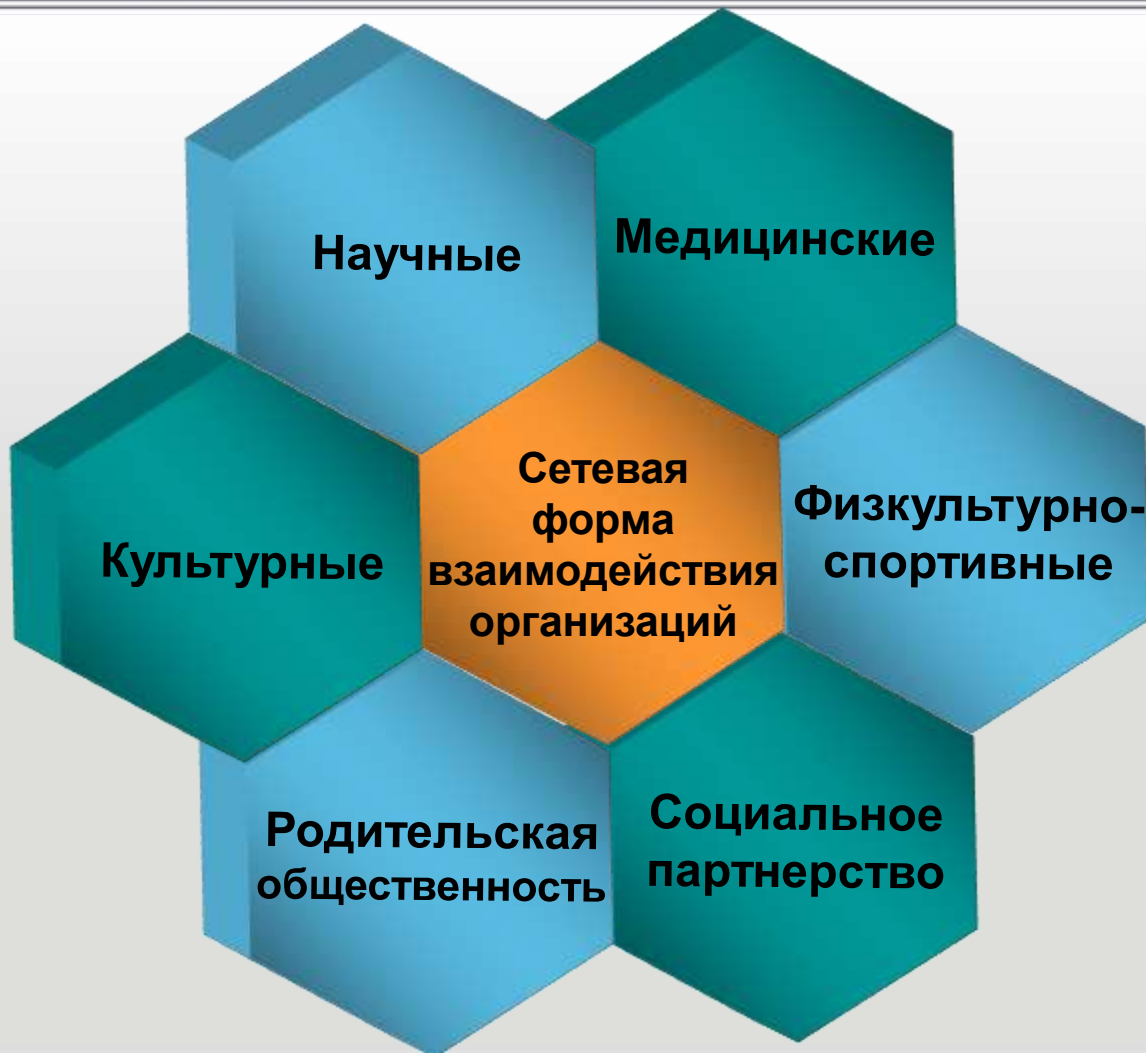 Научные
Медицинские
Сетевая
форма
взаимодействия
организаций
Физкультурно-
спортивные
Культурные
Родительская
общественность
Социальное
партнерство